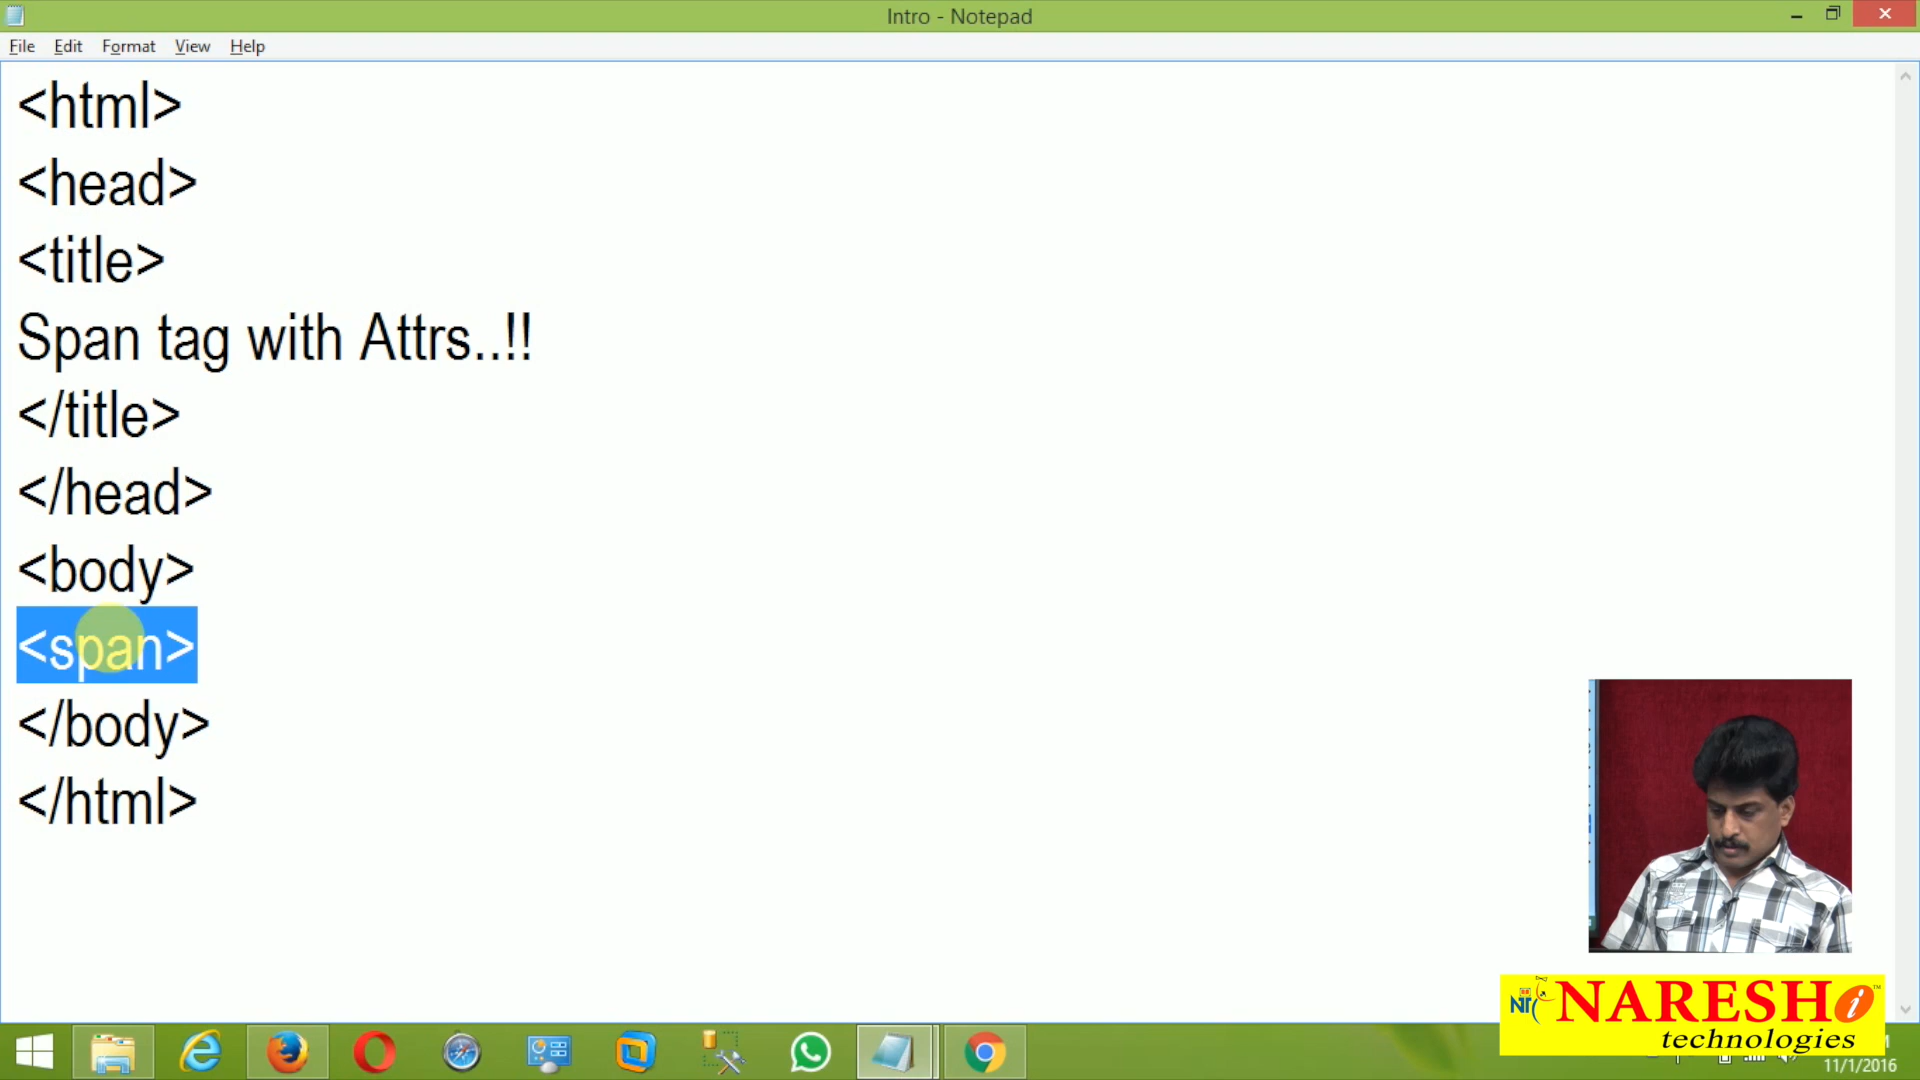 Intro - Notepad
File Edit Format View Help
<html>
<head>
<title>
Span tag with Attrs..!!
</title>
</head>
<body>
<span>
</body>
</html>
NARESH i ™
technologies
11/1/2016